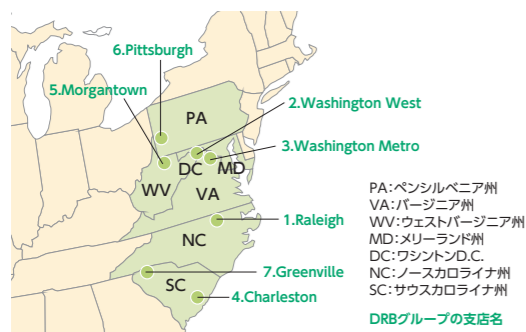 6.Pittsburgh
5.Morgantown
PA
2.Washington West
3.Washington Metro
DC
MD
WV
VA
1.Raleigh
NC
7.Greenville
SC
4.Charleston
PA:ペンシルベニア州
VA:バージニア州
WV:ウェストバージニア州
MD:メリーランド州
DC:ワシントンD.C.
NC:ノースカロライナ州
SC:サウスカロライナ州
DRBグループの支店名